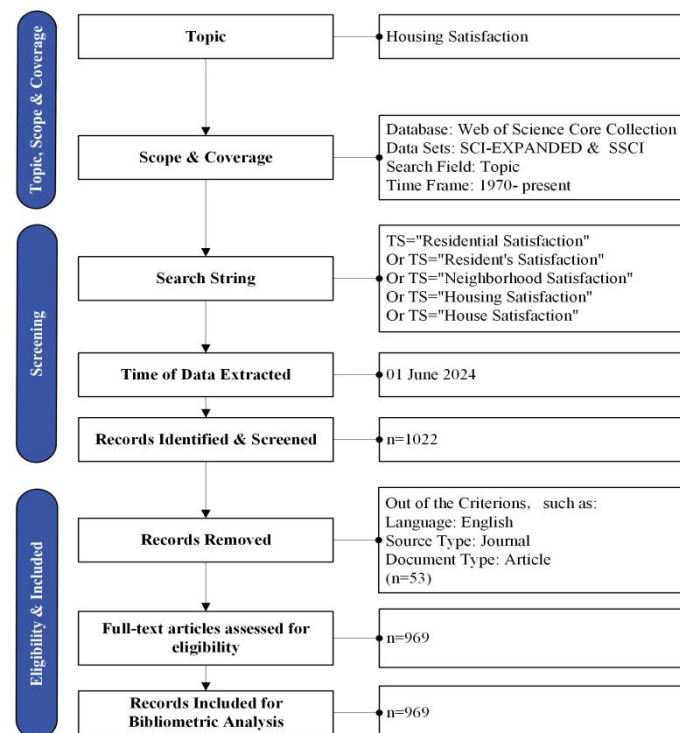 Topic, Scope & Coverage
Topic
Housing Satisfaction
Scope & Coverage
Database: Web of Science Core Collection
Data Sets: SCI-EXPANDED & SSCI
Search Field: Topic
Time Frame: 1970- present
Screening
Search String
TS="Residential Satisfaction"
Or TS="Resident's Satisfaction"
Or TS="Neighborhood Satisfaction"
Or TS="Housing Satisfaction"
Or TS="House Satisfaction"
Time of Data Extracted
01 June 2024
Records Identified & Screened
n=1022
Eligibility & Included
Records Removed
Out of the Criterions, such as:
Language: English
Source Type: Journal
Document Type: Article
(n=53)
Full-text articles assessed for
eligibility
n=969
Records Included for
Bibliometric Analysis
n=969